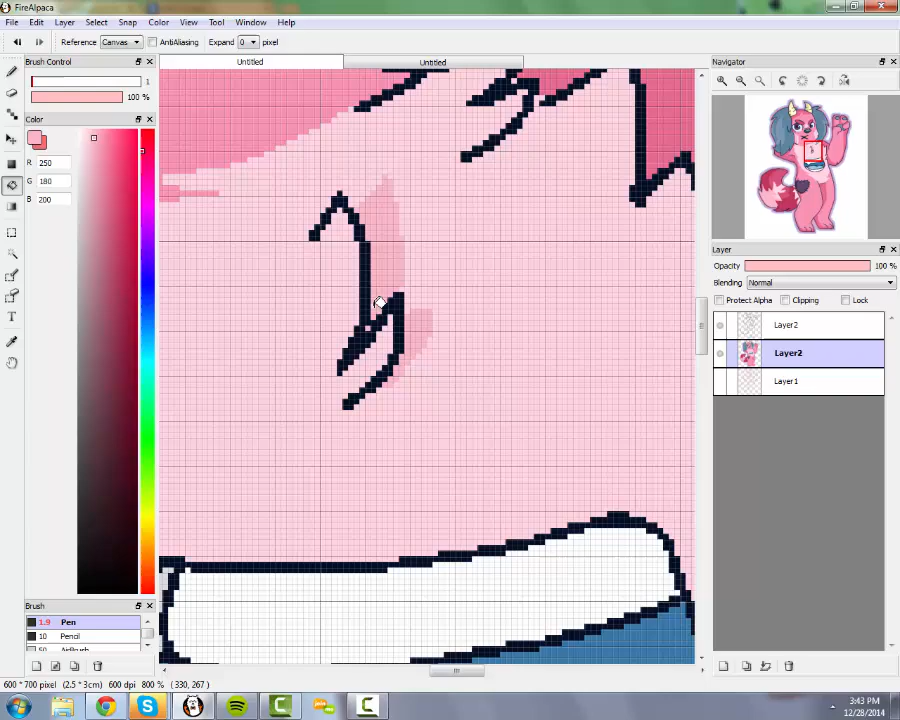 FireAlpaca
File Edit Layer Select Snap Color View Tool Window Help
Reference Canvas AntiAliasing Expand 0 pixel
Brush Control
Untitled
Untitled
Navigator
1
100 %
Color
R 250
G 180
B 200
Layer
Opacity 100 %
Blending Normal
Protect Alpha Clipping Lock
Layer2
Layer2
Layer1
Brush
1.9 Pen
10 Pencil
50 AirBrush
600 * 700 pixel (2.5 * 3cm) 600 dpi 800 % (330, 267)
3:43 PM
12/28/2014